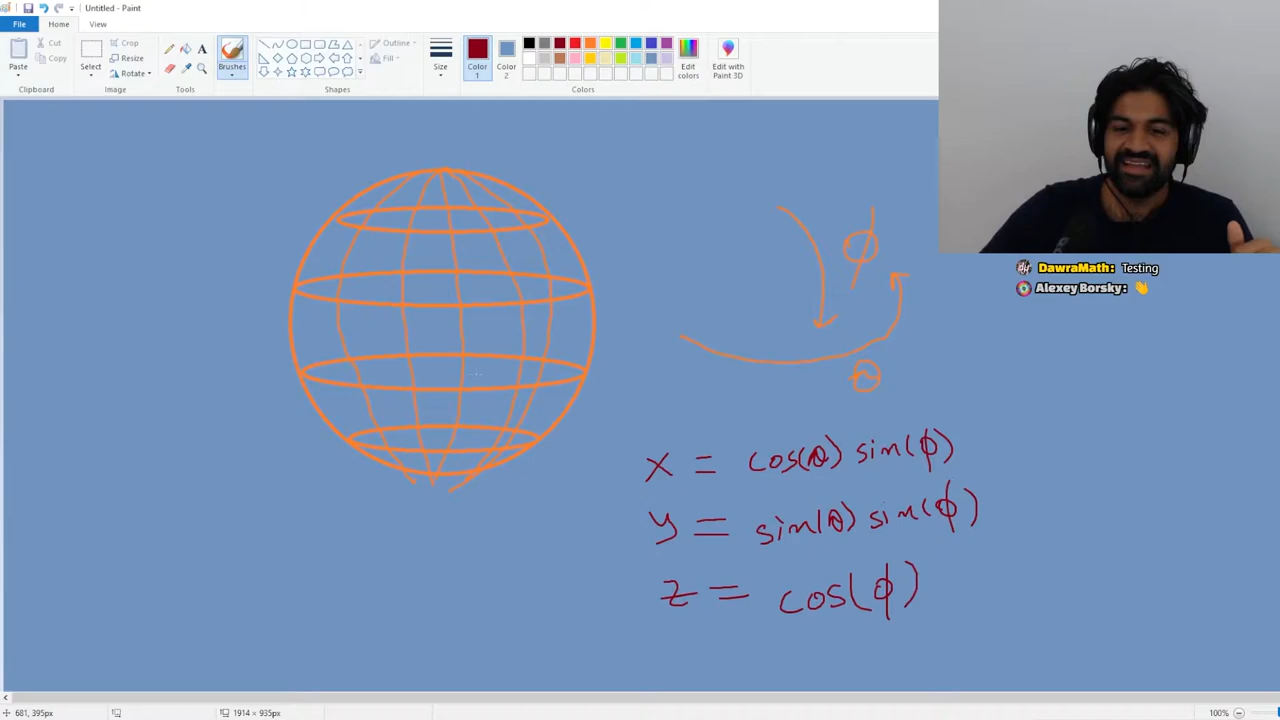 Untitled - Paint
File Home View
Paste
Cut
Copy
Clipboard
Select
Crop
Resize
Rotate
Image
A
Tools
Brushes
Outline
Fill
Shapes
Size
Color 1
Color 2
Edit colors
Colors
Edit with Paint 3D
DawraMath: Testing
Alexey Borsky: 👋
ϕ
θ
x = cos(θ) sin(ϕ)
y = sin(θ) sin(ϕ)
z = cos(ϕ)
681, 395px
1914 × 935px
100%